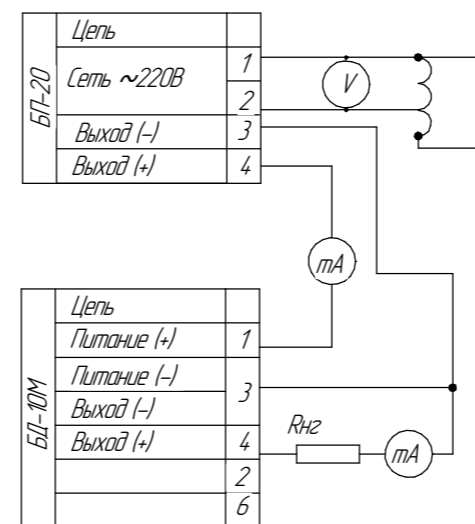 БП-20
Цепь
Сеть ~220В
1
2
V
Выход (–)
3
Выход (+)
4
mA
БД-10М
Цепь
Питание (+)
1
Питание (–)
3
Выход (–)
Выход (+)
4
Rнг
mA
2
6